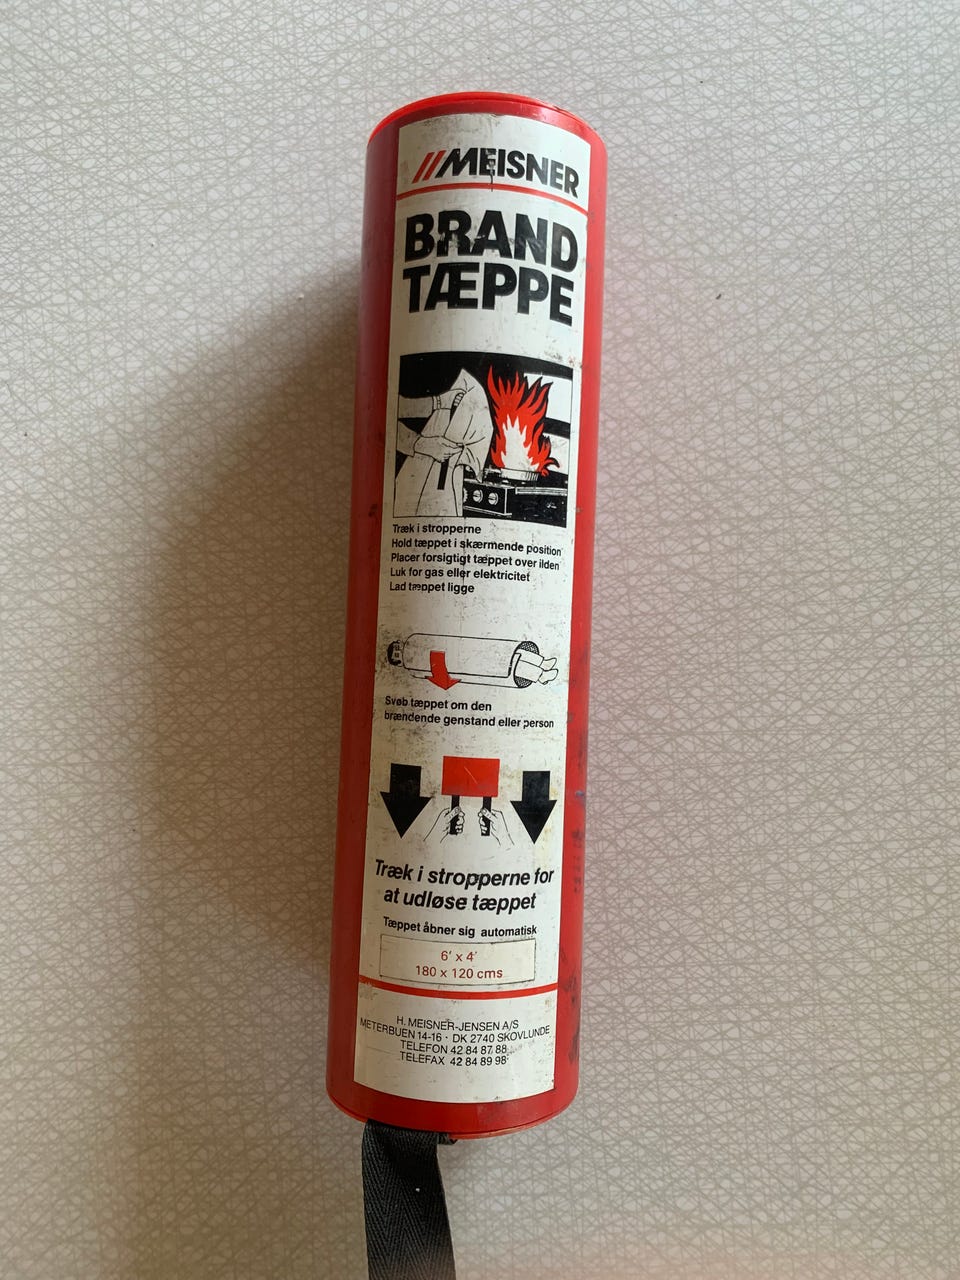 MEISNER
BRAND
TÆPPE
Træk i stropperne
Hold tæppet i skærmende position
Placer forsigtigt tæppet over ilden
Luk for gas eller elektricitet
Lad tæppet ligge
Svøb tæppet om den
brændende genstand eller person
Træk i stropperne for
at udløse tæppet
Tæppet åbner sig automatisk
6' x 4'
180 x 120 cms
H. MEISNER-JENSEN A/S
METERBUEN 14-16 · DK 2740 SKOVLUNDE
TELEFON 42 84 87 88
TELEFAX 42 84 89 98